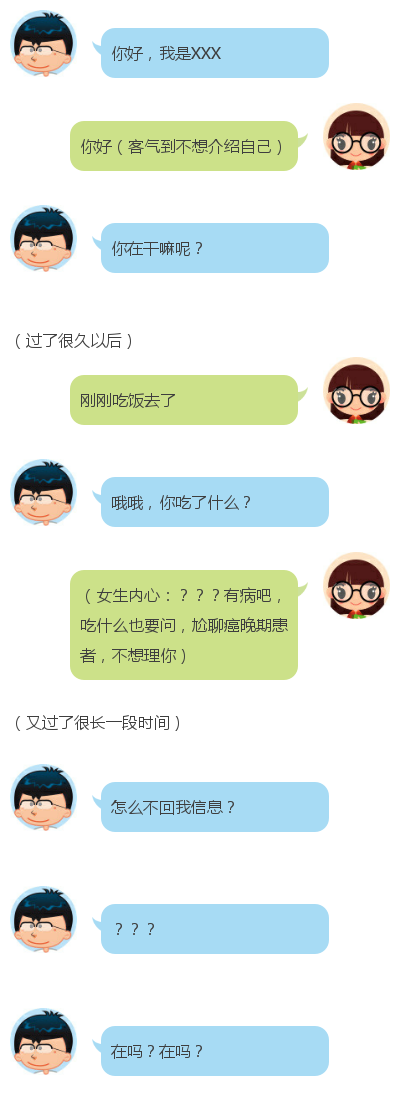 你好，我是XXX
你好（客气到不想介绍自己）
你在干嘛呢？
（过了很久以后）
刚刚吃饭去了
哦哦，你吃了什么？
（女生内心：？？？有病吧，
吃什么也要问，尬聊癌晚期患
者，不想理你）
（又过了很长一段时间）
怎么不回我信息？
？？？
在吗？在吗？